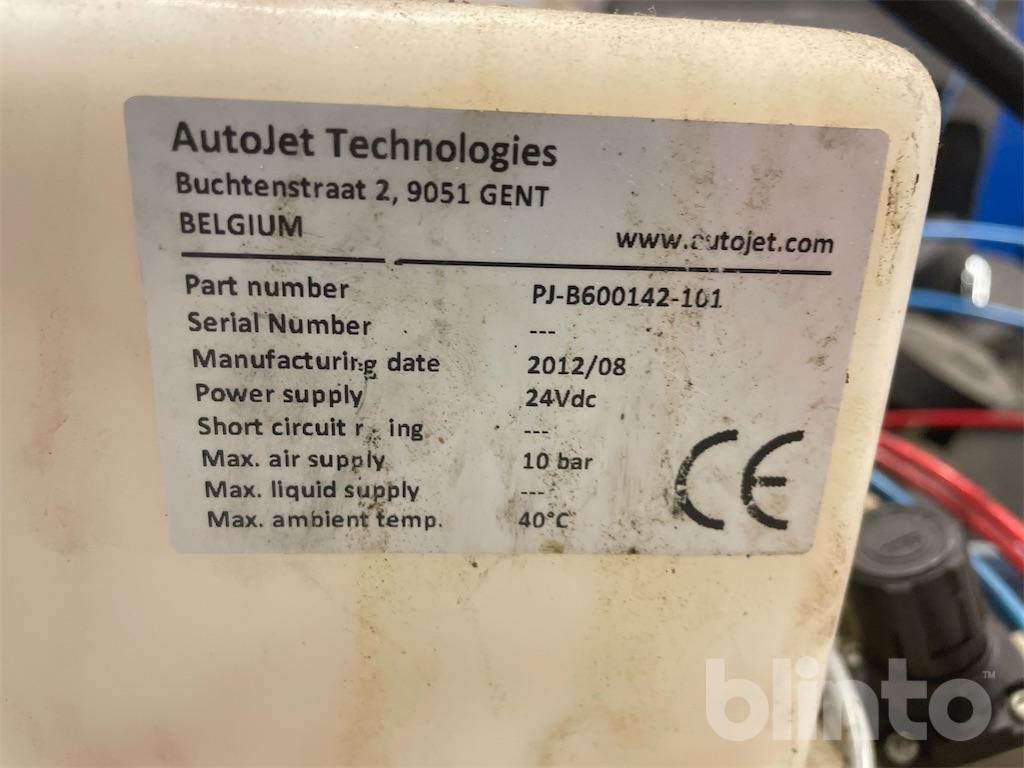 AutoJet Technologies
Buchtenstraat 2, 9051 GENT
BELGIUM
www.autojet.com
Part number PJ-B600142-101
Serial Number ---
Manufacturing date 2012/08
Power supply 24Vdc
Short circuit ---
Max. air supply 10 bar
Max. liquid supply ---
Max. ambient temp. 40°C
CE
blinto™